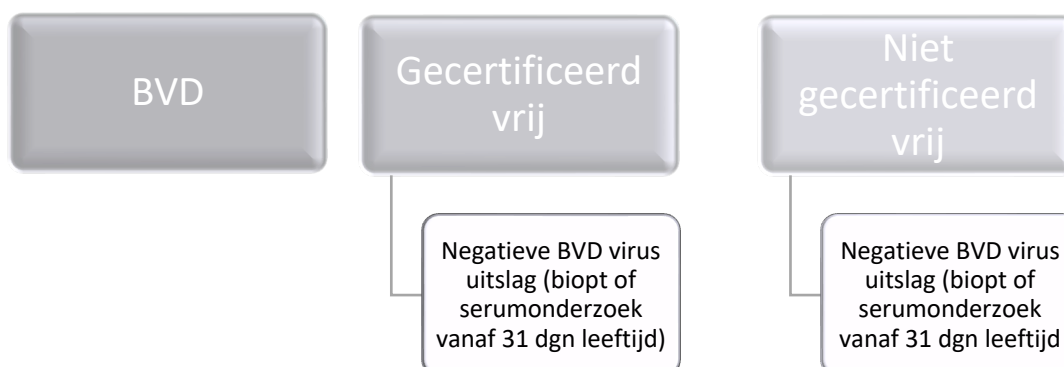 BVD
Gecertificeerd
vrij
Niet
gecertificeerd
vrij
Negatieve BVD virus
uitslag (biopt of
serumonderzoek
vanaf 31 dgn leeftijd)
Negatieve BVD virus
uitslag (biopt of
serumonderzoek
vanaf 31 dgn leeftijd